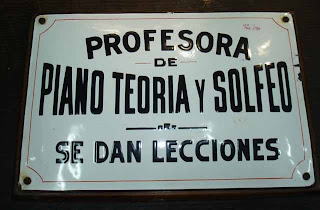 PROFESORA
DE
PIANO TEORIA Y SOLFEO
SE DAN LECCIONES